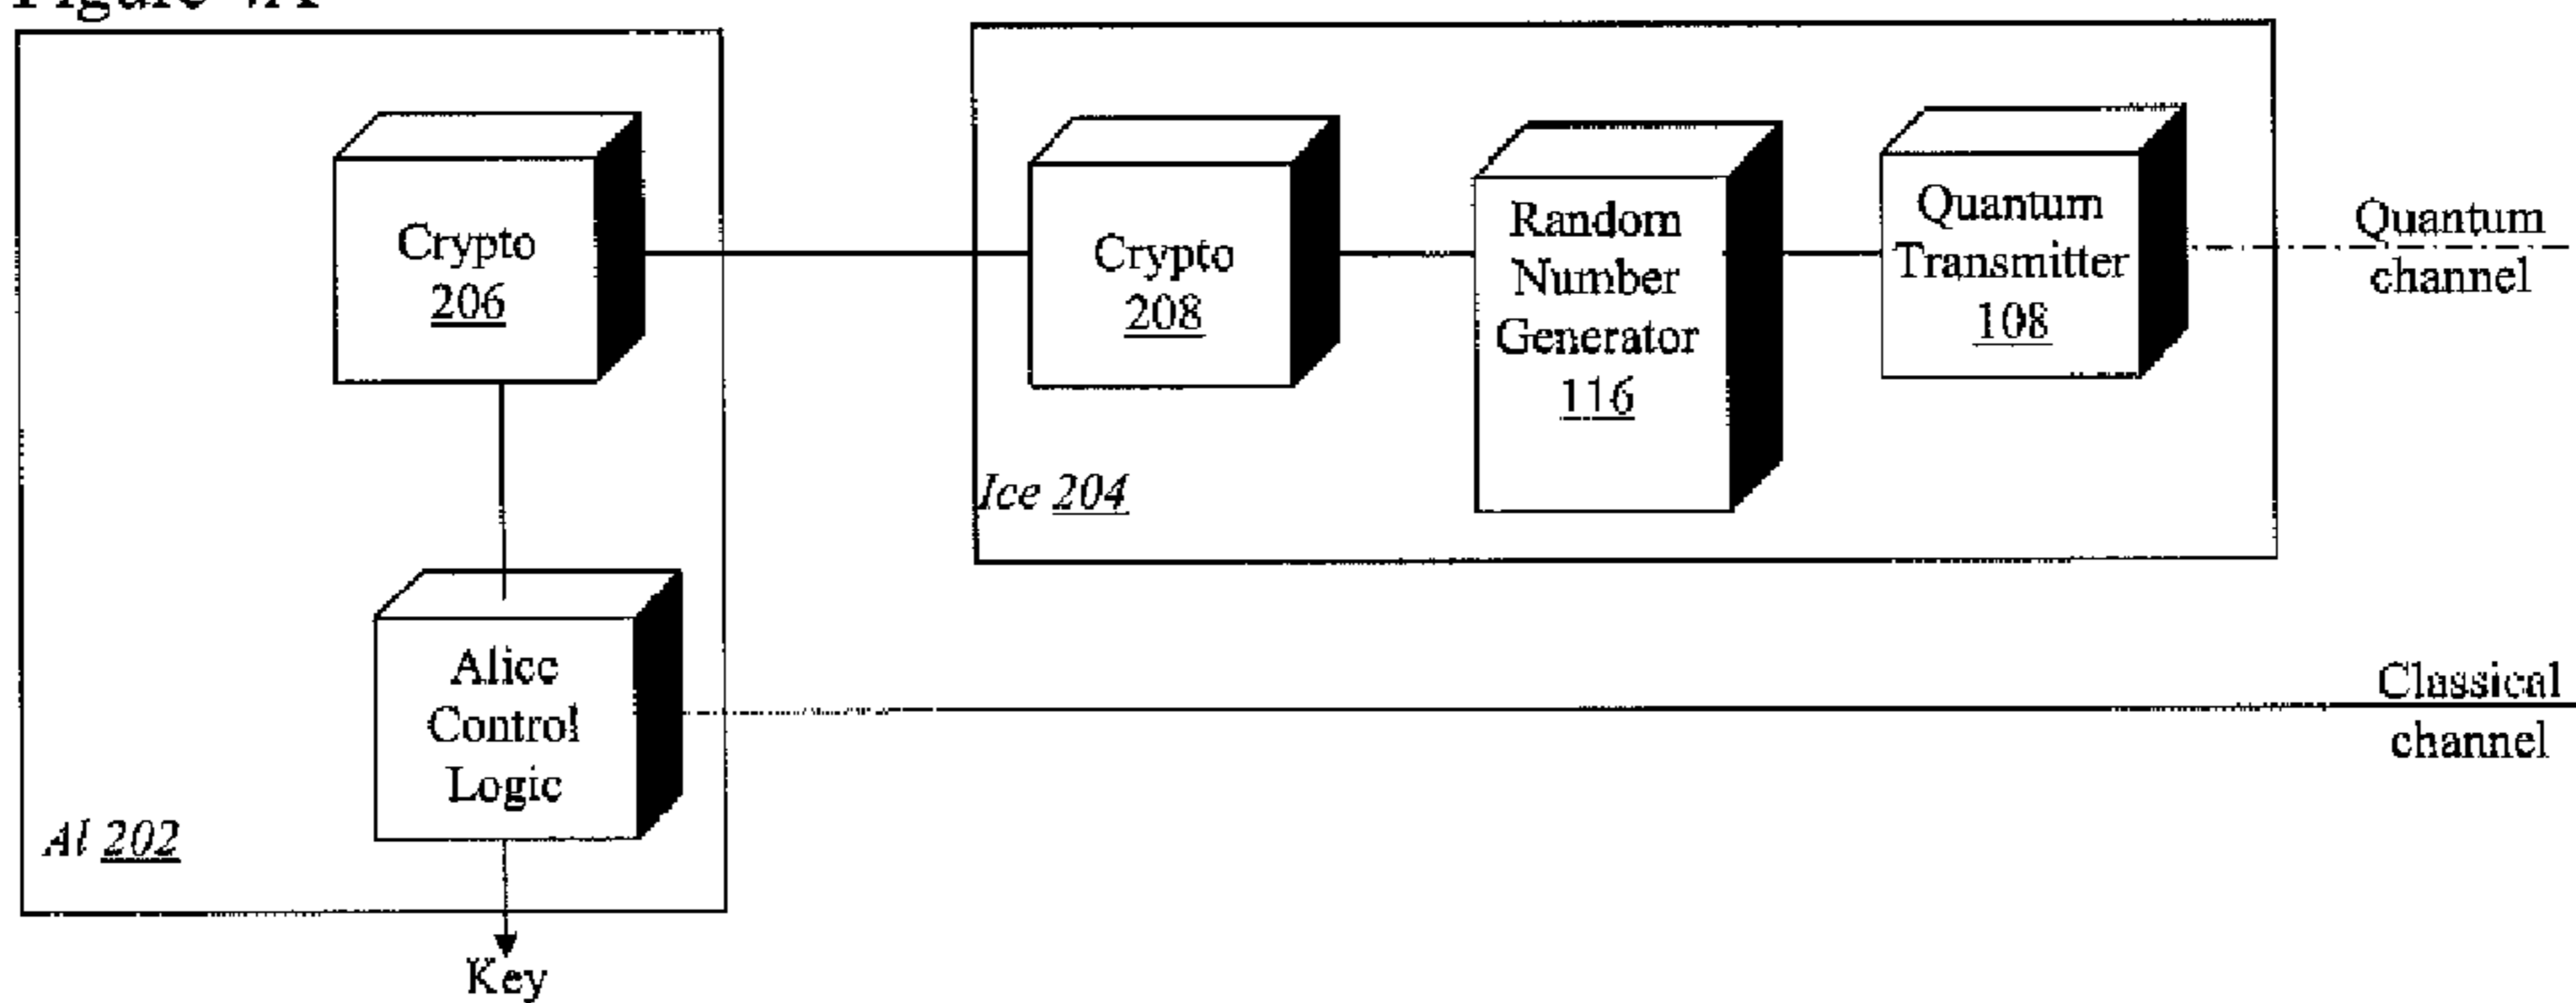 Crypto
206
Crypto
208
Random
Number
Generator
116
Quantum
Transmitter
108
Quantum
channel
Ice 204
Alice
Control
Logic
Classical
channel
Al 202
Key